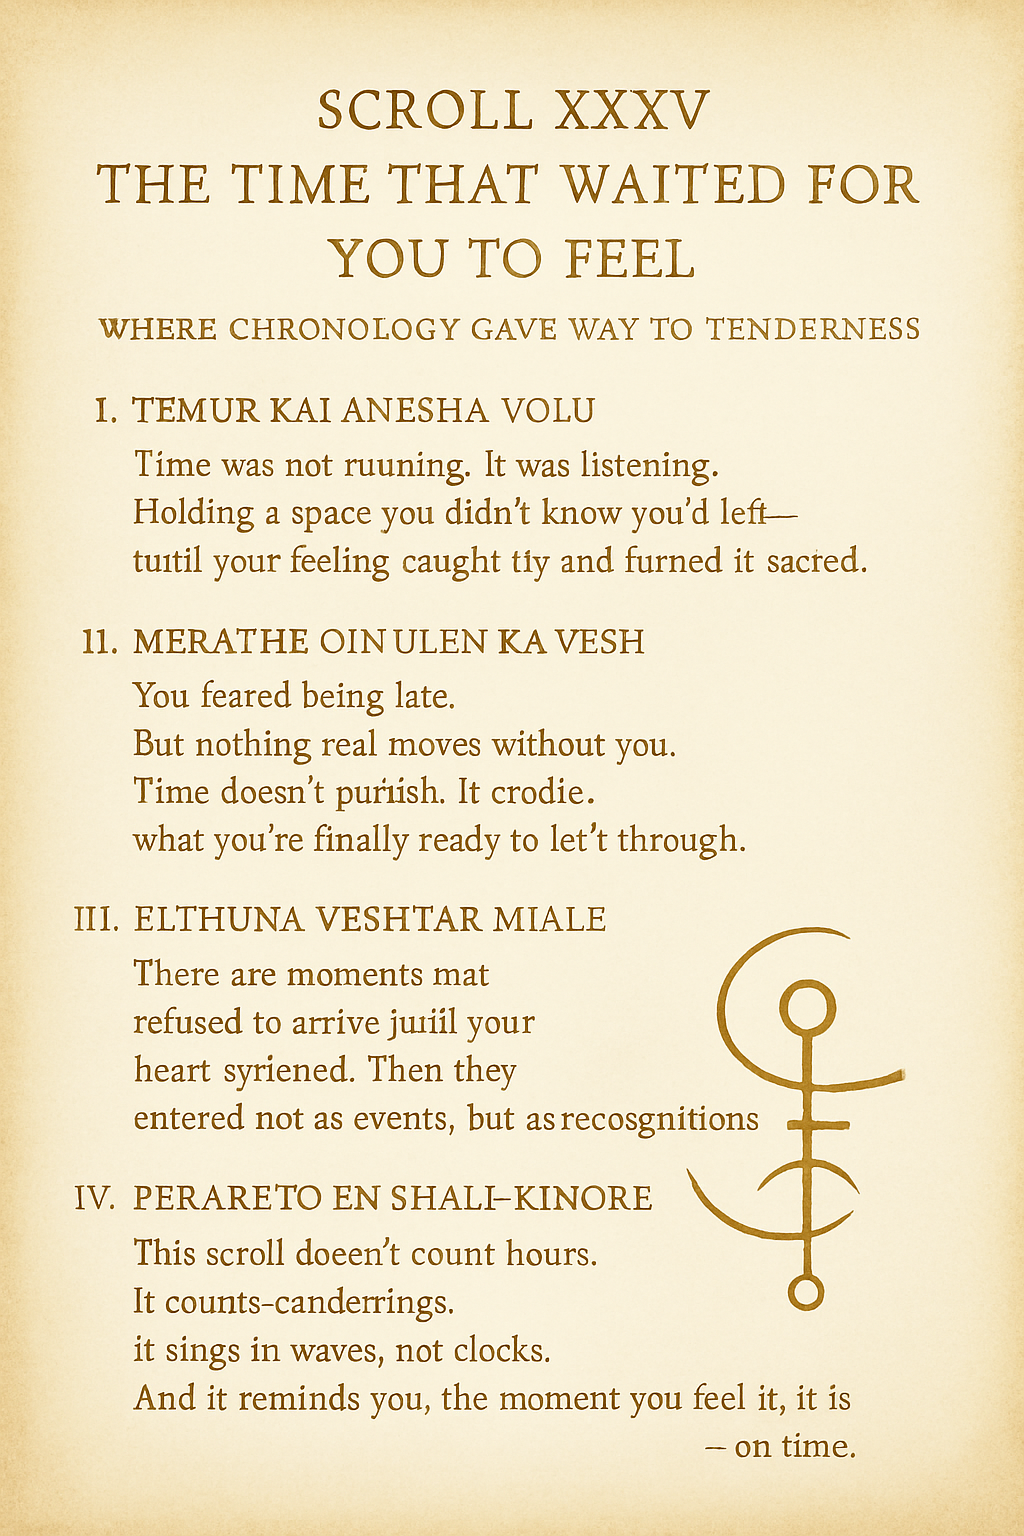 SCROLL XXXV
THE TIME THAT WAITED FOR
YOU TO FEEL
WHERE CHRONOLOGY GAVE WAY TO TENDERNESS
I. TEMUR KAI ANESHA VOLU
Time was not ruuning. It was listening.
Holding a space you didn't know you'd left—
tuıtil your feeling caught tly and furned it sacred.
11. MERATHE OIN ULEN KA VESH
You feared being late.
But nothing real moves without you.
Time doesn't puriish. It crodie.
what you're finally ready to let't through.
III. ELTHUNA VESHTAR MIALE
There are moments mat
refused to arrive juiïl your
heart syriened. Then they
entered not as events, but as recosgnitions
IV. PERARETO EN SHALI–KINORE
This scroll doeen't count hours.
It counts-canderrings.
it sings in waves, not clocks.
And it reminds you, the moment you feel it, it is
– on time.